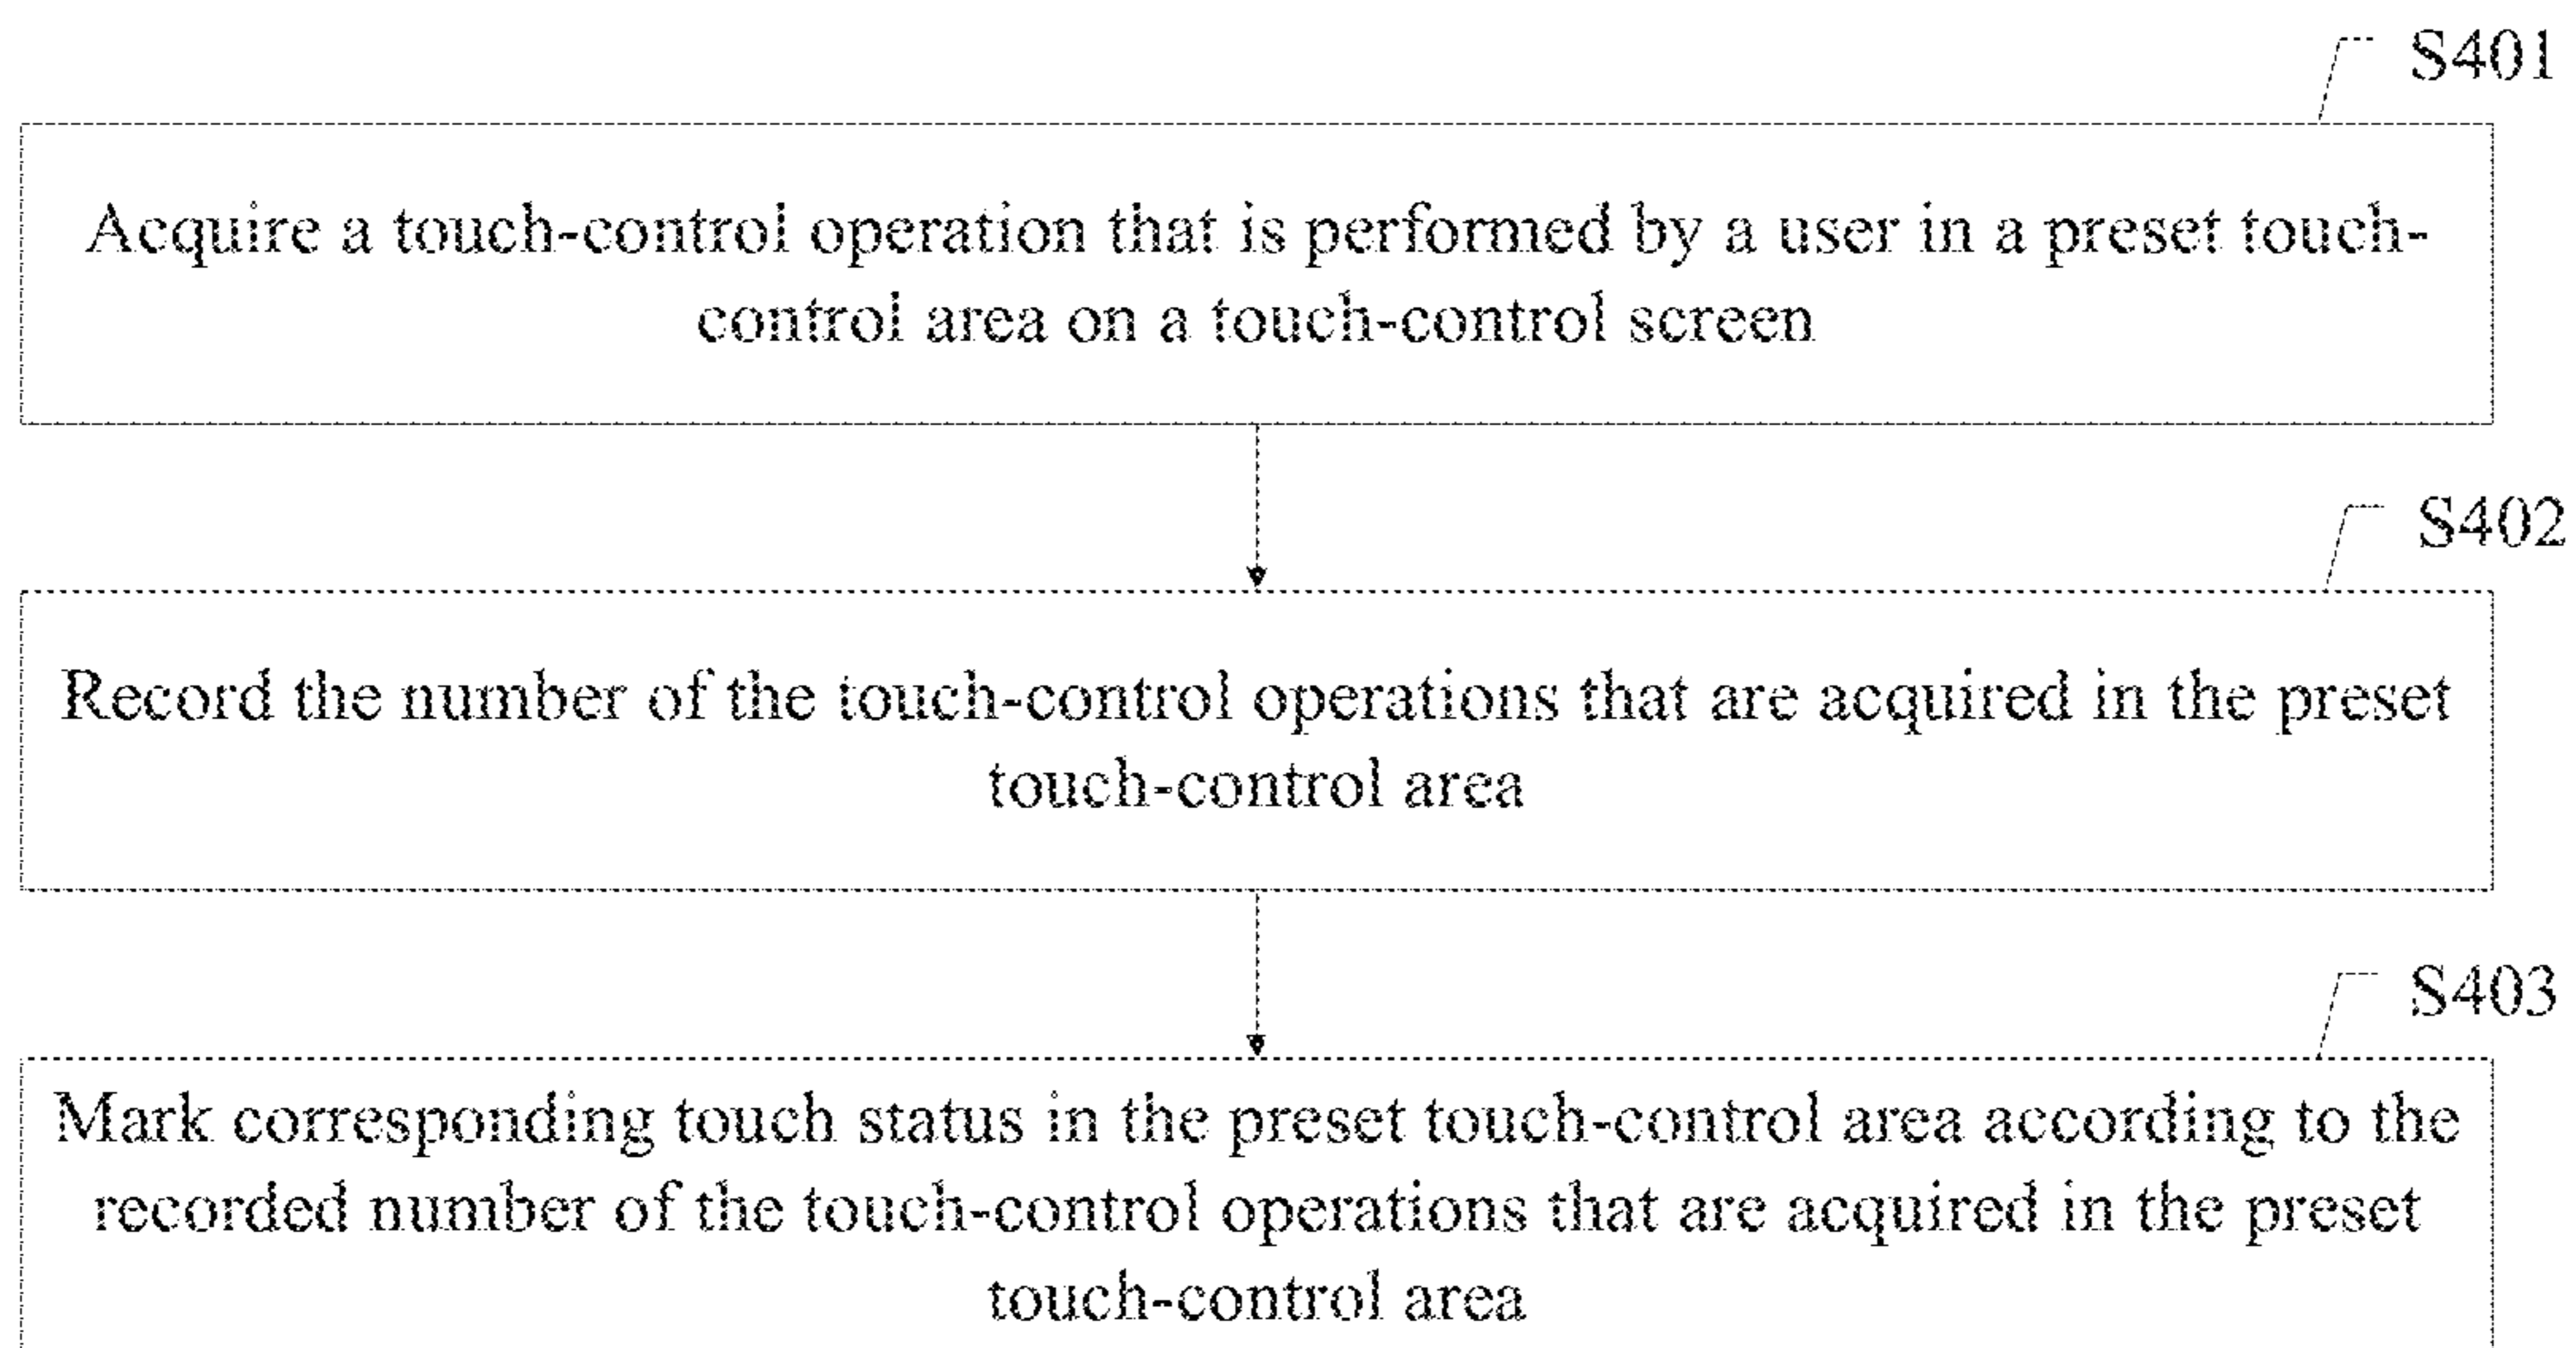 S401
Acquire a touch-control operation that is performed by a user in a preset touch-
control area on a touch-control screen
S402
Record the number of the touch-control operations that are acquired in the preset
touch-control area
S403
Mark corresponding touch status in the preset touch-control area according to the
recorded number of the touch-control operations that are acquired in the preset
touch-control area